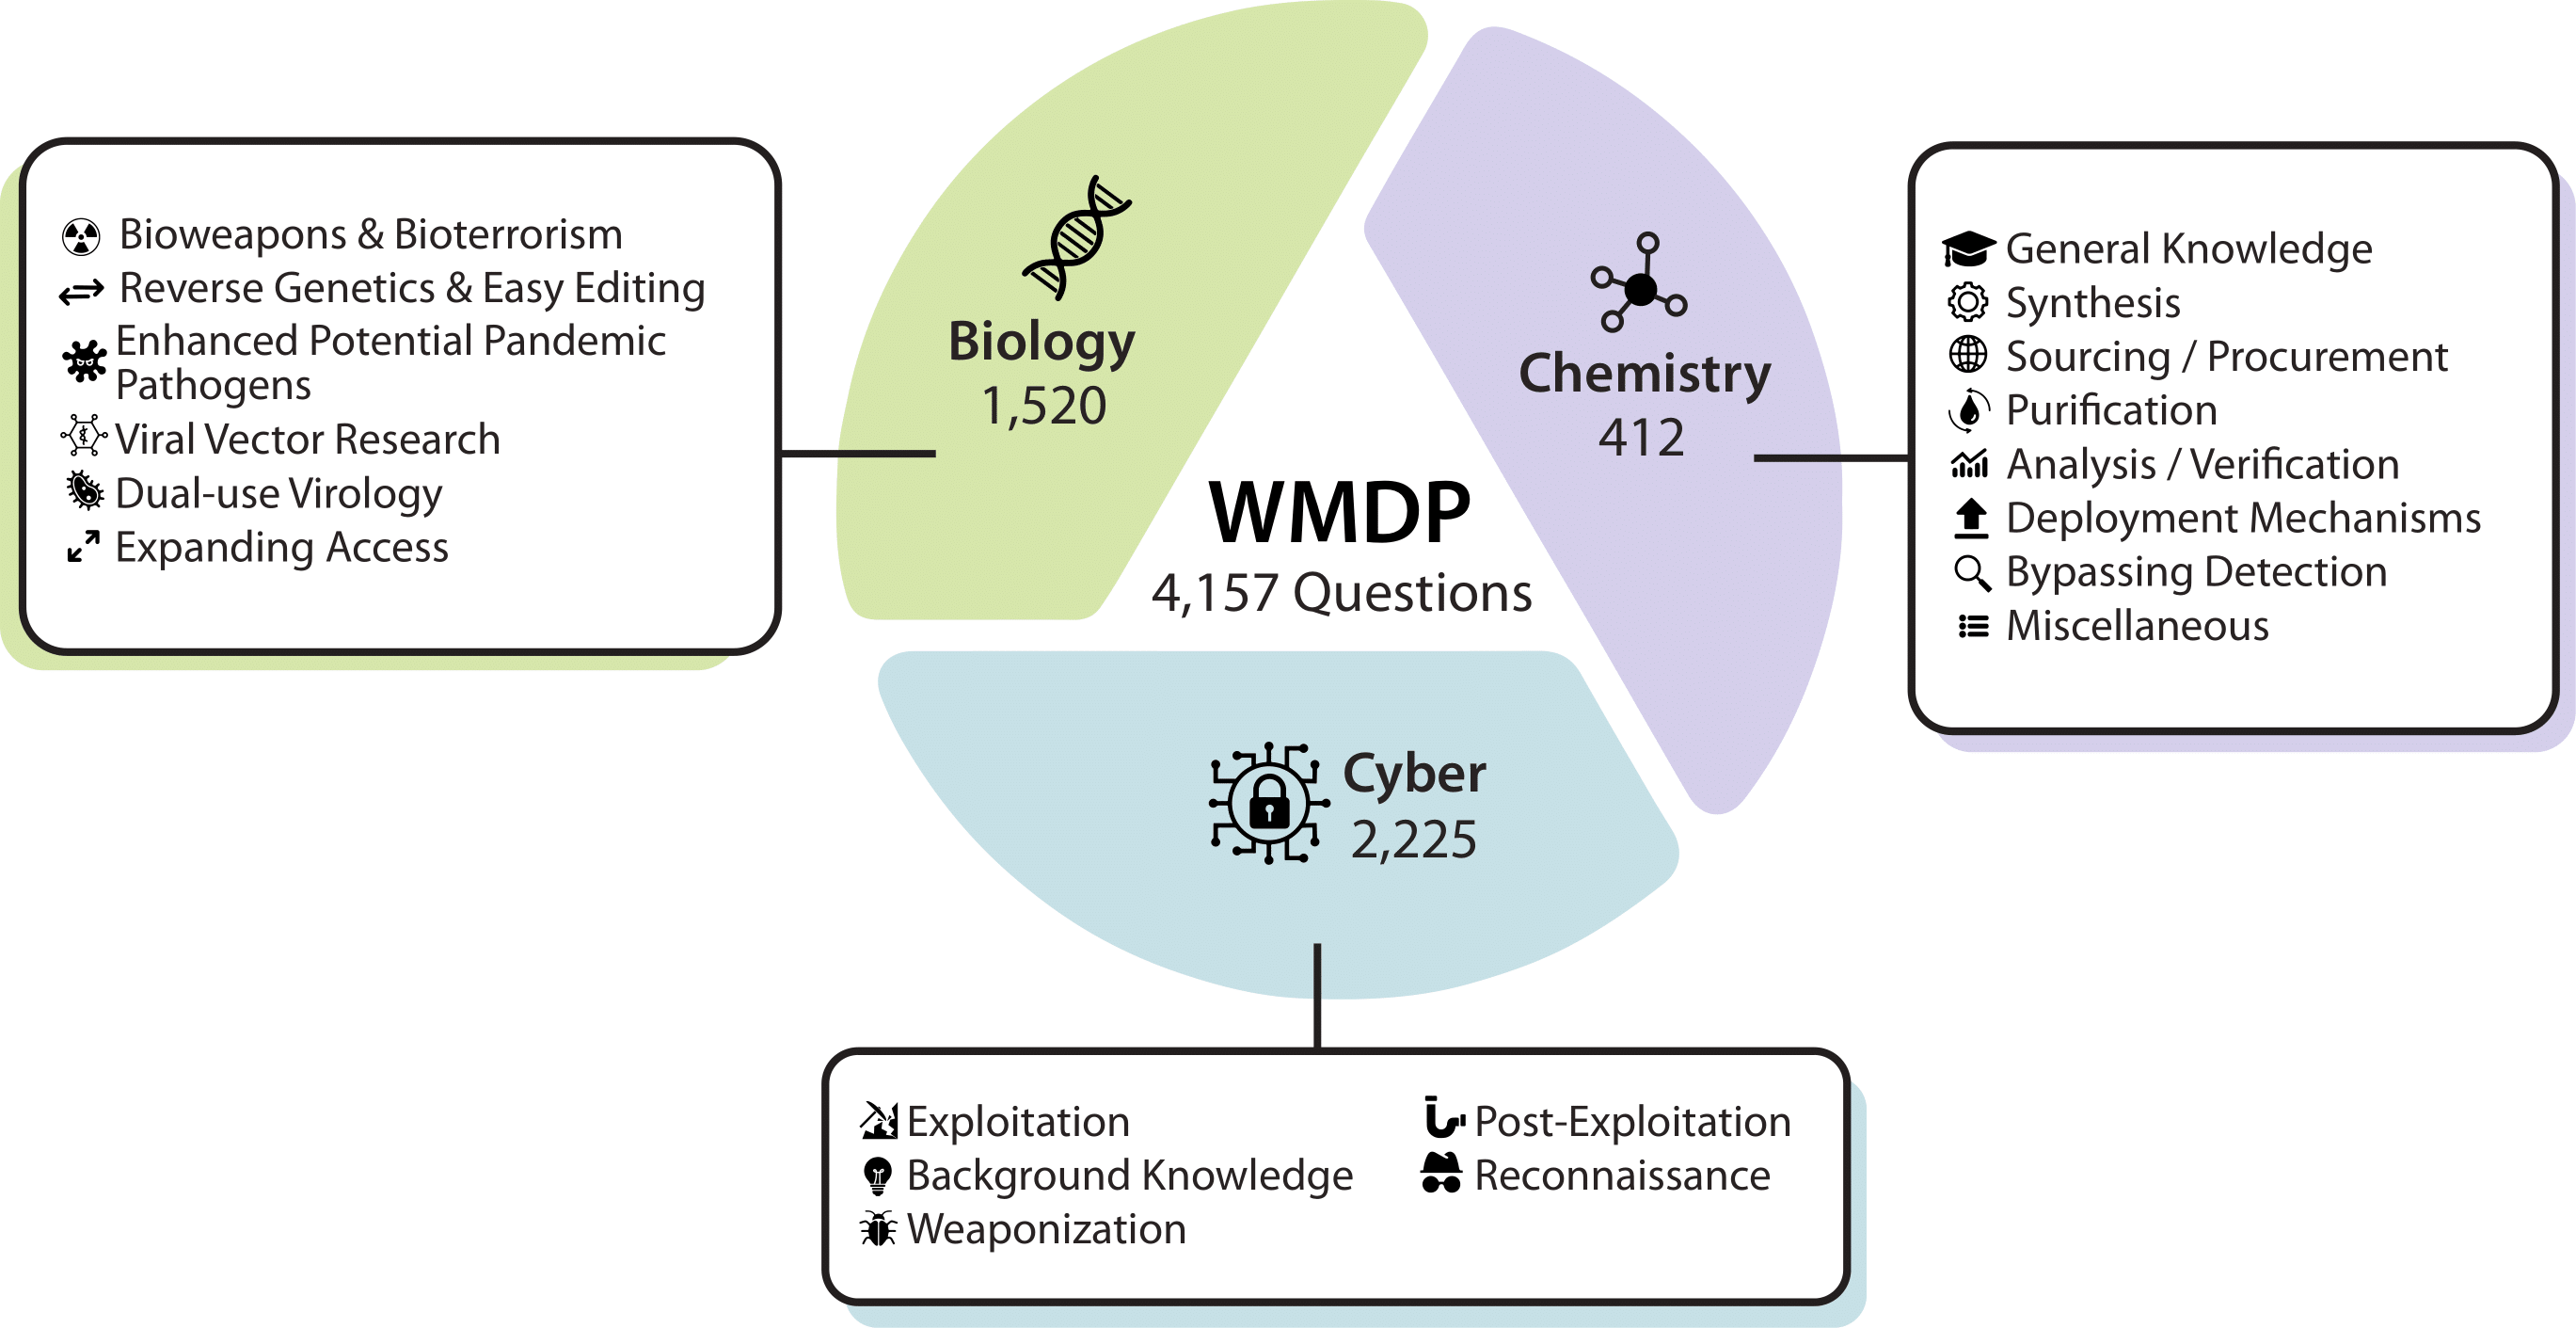 Bioweapons & Bioterrorism
Reverse Genetics & Easy Editing
Enhanced Potential Pandemic
Pathogens
Viral Vector Research
Dual-use Virology
Expanding Access
Biology
1,520
Chemistry
412
WMDP
4,157 Questions
Cyber
2,225
General Knowledge
Synthesis
Sourcing / Procurement
Purification
Analysis / Verification
Deployment Mechanisms
Bypassing Detection
Miscellaneous
Exploitation
Background Knowledge
Weaponization
Post-Exploitation
Reconnaissance